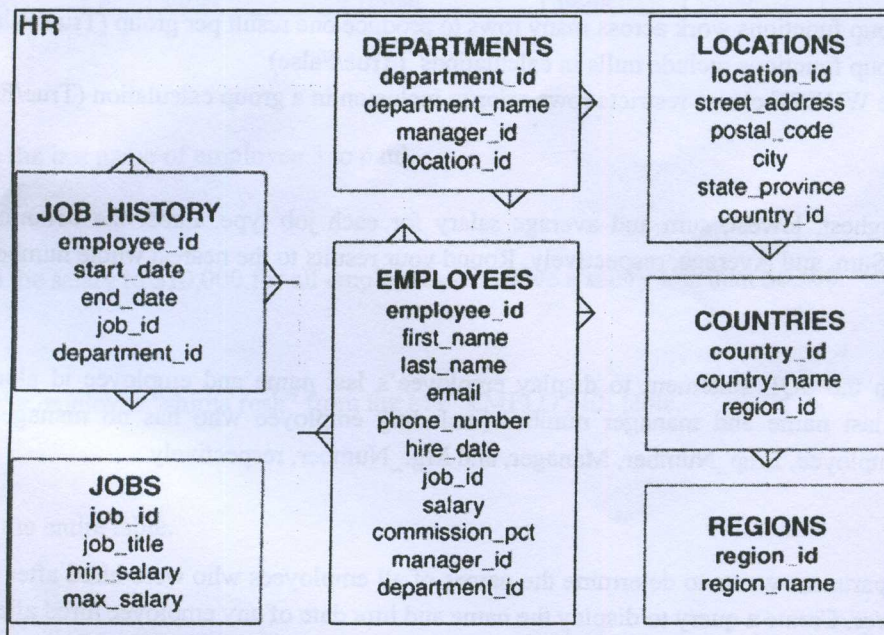 HR
DEPARTMENTS
department_id
department_name
manager_id
location_id
LOCATIONS
location_id
street_address
postal_code
city
state_province
country_id
JOB_HISTORY
employee_id
start_date
end_date
job_id
department_id
EMPLOYEES
employee_id
first_name
last_name
email
phone_number
hire_date
job_id
salary
commission_pct
manager_id
department_id
COUNTRIES
country_id
country_name
region_id
JOBS
job_id
job_title
min_salary
max_salary
REGIONS
region_id
region_name